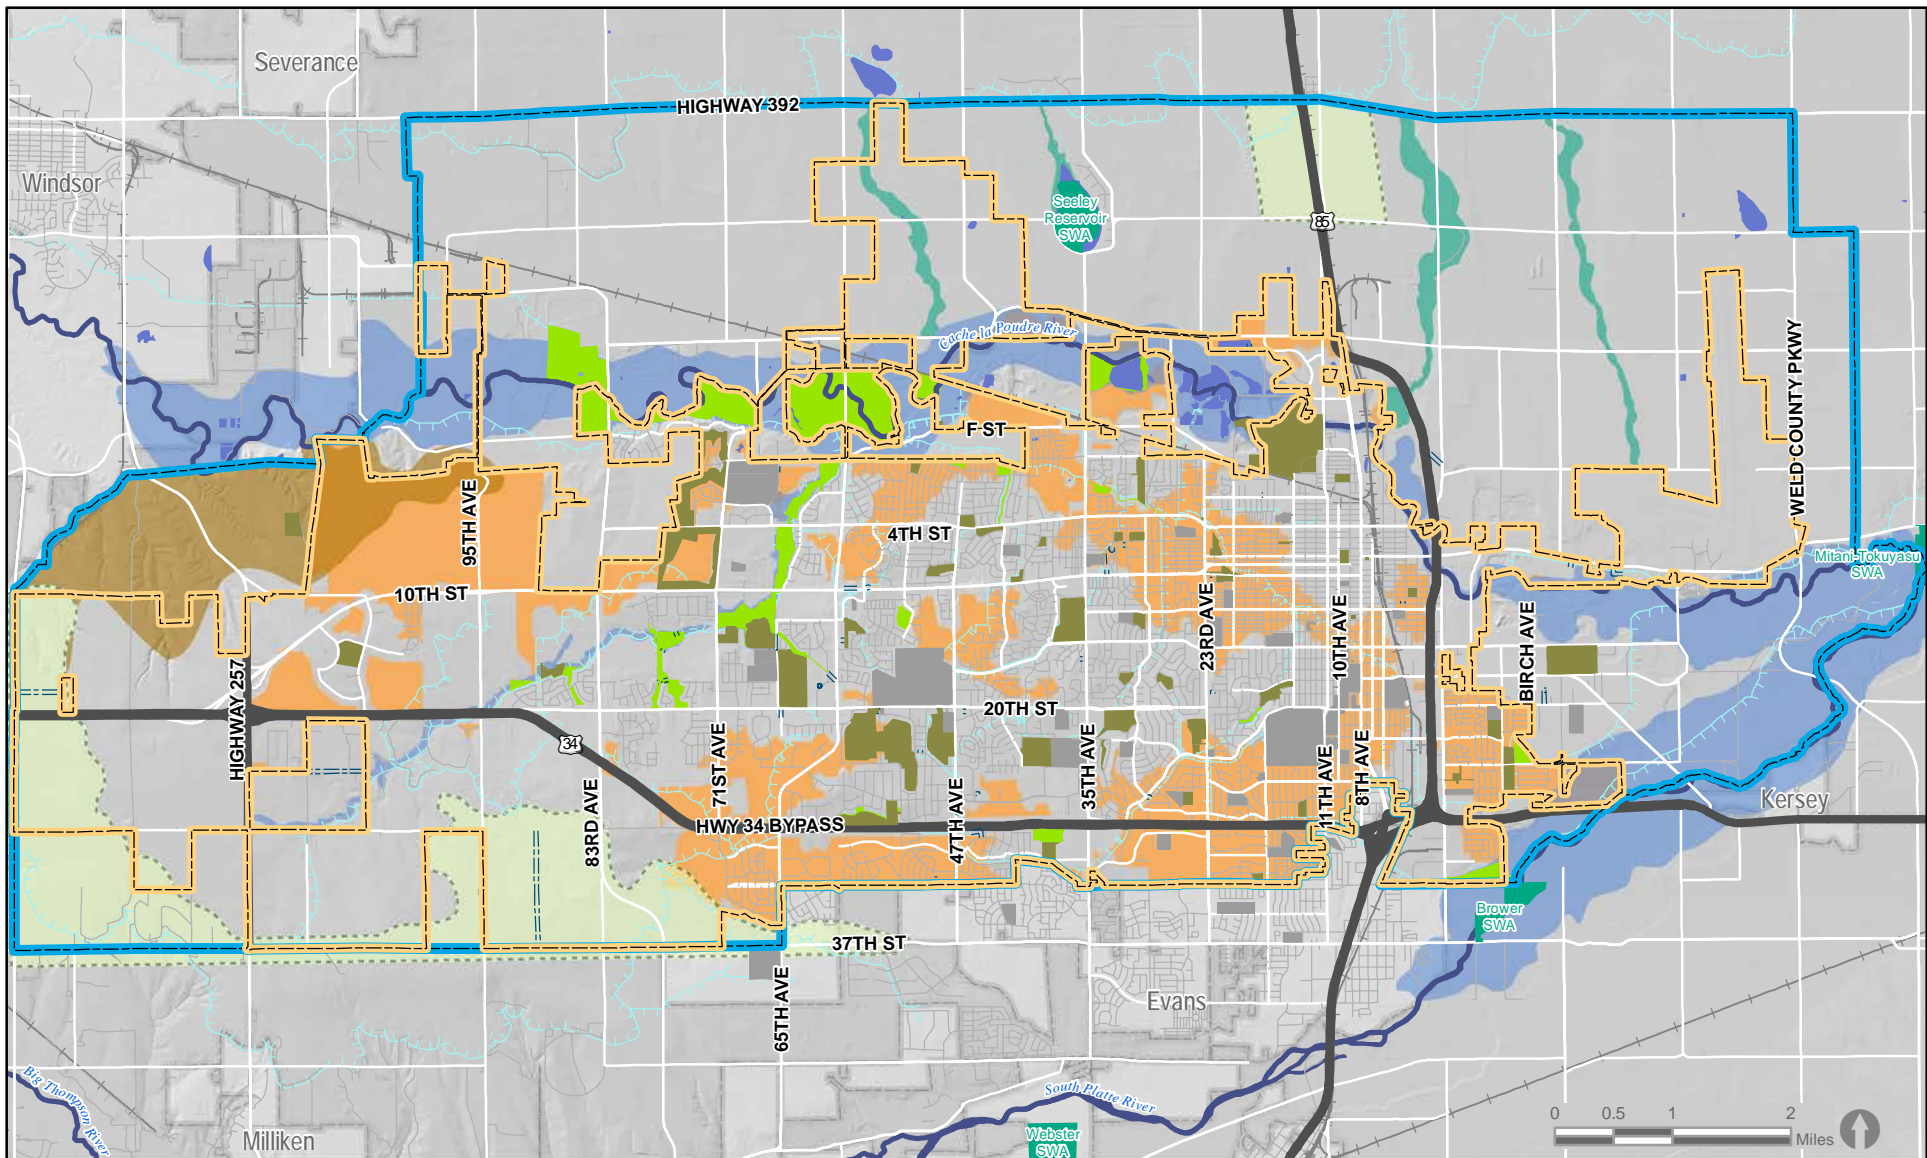 Severance
HIGHWAY 392
Windsor
Seeley
Reservoir
SWA
85
Cache la Poudre River
WELD COUNTY PKWY
F ST
95TH AVE
4TH ST
Mitani-Tokuyasu
SWA
10TH ST
23RD AVE
10TH AVE
BIRCH AVE
HIGHWAY 257
20TH ST
34
71ST AVE
35TH AVE
11TH AVE
8TH AVE
83RD AVE
HWY 34 BYPASS
47TH AVE
Kersey
Brower
SWA
37TH ST
65TH AVE
Evans
Big Thompson River
South Platte River
Milliken
Webster
SWA
0 0.5 1 2
Miles